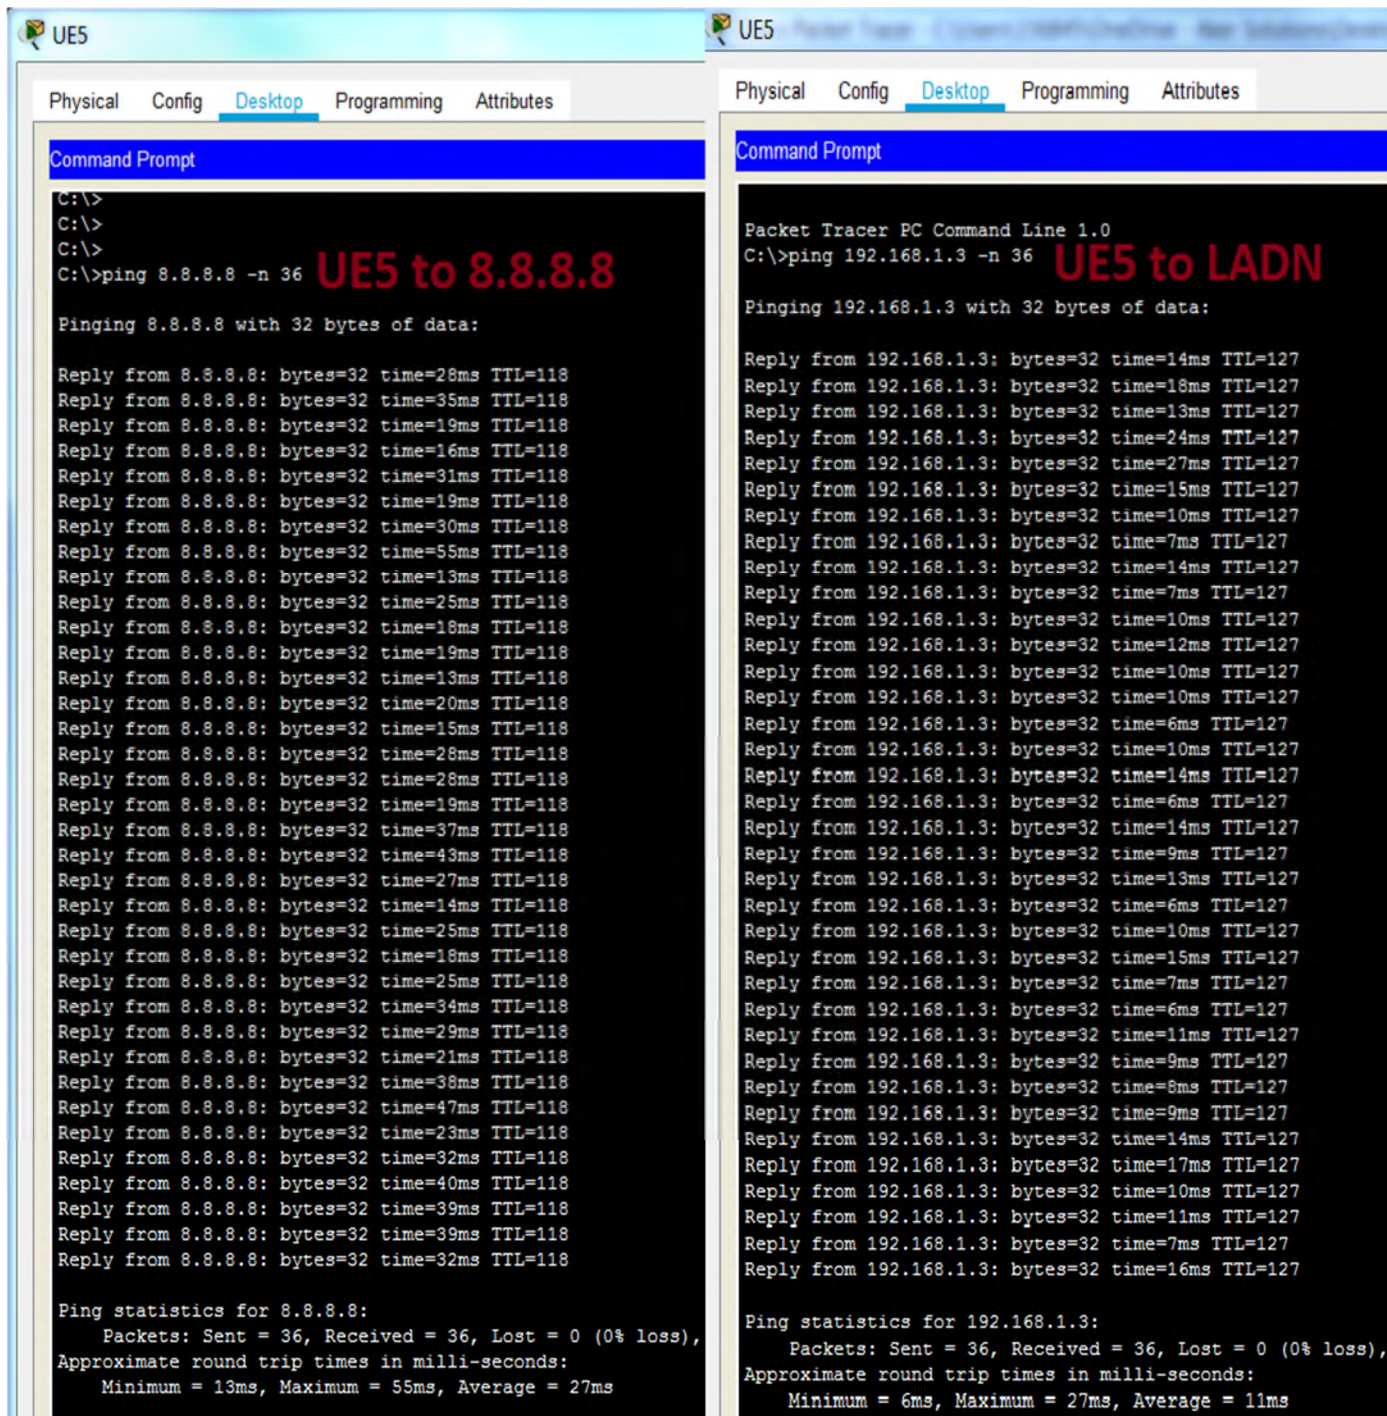 UE5
Physical Config Desktop Programming Attributes
Command Prompt
C:\>
C:\>
C:\>
C:\>ping 8.8.8.8 -n 36
UE5 to 8.8.8.8
Pinging 8.8.8.8 with 32 bytes of data:
Reply from 8.8.8.8: bytes=32 time=28ms TTL=118
Reply from 8.8.8.8: bytes=32 time=35ms TTL=118
Reply from 8.8.8.8: bytes=32 time=19ms TTL=118
Reply from 8.8.8.8: bytes=32 time=16ms TTL=118
Reply from 8.8.8.8: bytes=32 time=31ms TTL=118
Reply from 8.8.8.8: bytes=32 time=19ms TTL=118
Reply from 8.8.8.8: bytes=32 time=30ms TTL=118
Reply from 8.8.8.8: bytes=32 time=55ms TTL=118
Reply from 8.8.8.8: bytes=32 time=13ms TTL=118
Reply from 8.8.8.8: bytes=32 time=25ms TTL=118
Reply from 8.8.8.8: bytes=32 time=18ms TTL=118
Reply from 8.8.8.8: bytes=32 time=19ms TTL=118
Reply from 8.8.8.8: bytes=32 time=13ms TTL=118
Reply from 8.8.8.8: bytes=32 time=20ms TTL=118
Reply from 8.8.8.8: bytes=32 time=15ms TTL=118
Reply from 8.8.8.8: bytes=32 time=28ms TTL=118
Reply from 8.8.8.8: bytes=32 time=28ms TTL=118
Reply from 8.8.8.8: bytes=32 time=19ms TTL=118
Reply from 8.8.8.8: bytes=32 time=37ms TTL=118
Reply from 8.8.8.8: bytes=32 time=43ms TTL=118
Reply from 8.8.8.8: bytes=32 time=27ms TTL=118
Reply from 8.8.8.8: bytes=32 time=14ms TTL=118
Reply from 8.8.8.8: bytes=32 time=25ms TTL=118
Reply from 8.8.8.8: bytes=32 time=18ms TTL=118
Reply from 8.8.8.8: bytes=32 time=25ms TTL=118
Reply from 8.8.8.8: bytes=32 time=34ms TTL=118
Reply from 8.8.8.8: bytes=32 time=29ms TTL=118
Reply from 8.8.8.8: bytes=32 time=21ms TTL=118
Reply from 8.8.8.8: bytes=32 time=38ms TTL=118
Reply from 8.8.8.8: bytes=32 time=47ms TTL=118
Reply from 8.8.8.8: bytes=32 time=23ms TTL=118
Reply from 8.8.8.8: bytes=32 time=32ms TTL=118
Reply from 8.8.8.8: bytes=32 time=40ms TTL=118
Reply from 8.8.8.8: bytes=32 time=39ms TTL=118
Reply from 8.8.8.8: bytes=32 time=39ms TTL=118
Reply from 8.8.8.8: bytes=32 time=32ms TTL=118
Ping statistics for 8.8.8.8:
Packets: Sent = 36, Received = 36, Lost = 0 (0% loss),
Approximate round trip times in milli-seconds:
Minimum = 13ms, Maximum = 55ms, Average = 27ms
UE5
Physical Config Desktop Programming Attributes
Command Prompt
Packet Tracer PC Command Line 1.0
C:\>ping 192.168.1.3 -n 36
UE5 to LADN
Pinging 192.168.1.3 with 32 bytes of data:
Reply from 192.168.1.3: bytes=32 time=14ms TTL=127
Reply from 192.168.1.3: bytes=32 time=18ms TTL=127
Reply from 192.168.1.3: bytes=32 time=13ms TTL=127
Reply from 192.168.1.3: bytes=32 time=24ms TTL=127
Reply from 192.168.1.3: bytes=32 time=27ms TTL=127
Reply from 192.168.1.3: bytes=32 time=15ms TTL=127
Reply from 192.168.1.3: bytes=32 time=10ms TTL=127
Reply from 192.168.1.3: bytes=32 time=7ms TTL=127
Reply from 192.168.1.3: bytes=32 time=14ms TTL=127
Reply from 192.168.1.3: bytes=32 time=7ms TTL=127
Reply from 192.168.1.3: bytes=32 time=10ms TTL=127
Reply from 192.168.1.3: bytes=32 time=12ms TTL=127
Reply from 192.168.1.3: bytes=32 time=10ms TTL=127
Reply from 192.168.1.3: bytes=32 time=10ms TTL=127
Reply from 192.168.1.3: bytes=32 time=6ms TTL=127
Reply from 192.168.1.3: bytes=32 time=10ms TTL=127
Reply from 192.168.1.3: bytes=32 time=14ms TTL=127
Reply from 192.168.1.3: bytes=32 time=6ms TTL=127
Reply from 192.168.1.3: bytes=32 time=14ms TTL=127
Reply from 192.168.1.3: bytes=32 time=9ms TTL=127
Reply from 192.168.1.3: bytes=32 time=13ms TTL=127
Reply from 192.168.1.3: bytes=32 time=6ms TTL=127
Reply from 192.168.1.3: bytes=32 time=10ms TTL=127
Reply from 192.168.1.3: bytes=32 time=15ms TTL=127
Reply from 192.168.1.3: bytes=32 time=7ms TTL=127
Reply from 192.168.1.3: bytes=32 time=6ms TTL=127
Reply from 192.168.1.3: bytes=32 time=11ms TTL=127
Reply from 192.168.1.3: bytes=32 time=9ms TTL=127
Reply from 192.168.1.3: bytes=32 time=8ms TTL=127
Reply from 192.168.1.3: bytes=32 time=9ms TTL=127
Reply from 192.168.1.3: bytes=32 time=14ms TTL=127
Reply from 192.168.1.3: bytes=32 time=17ms TTL=127
Reply from 192.168.1.3: bytes=32 time=10ms TTL=127
Reply from 192.168.1.3: bytes=32 time=11ms TTL=127
Reply from 192.168.1.3: bytes=32 time=7ms TTL=127
Reply from 192.168.1.3: bytes=32 time=16ms TTL=127
Ping statistics for 192.168.1.3:
Packets: Sent = 36, Received = 36, Lost = 0 (0% loss),
Approximate round trip times in milli-seconds:
Minimum = 6ms, Maximum = 27ms, Average = 11ms